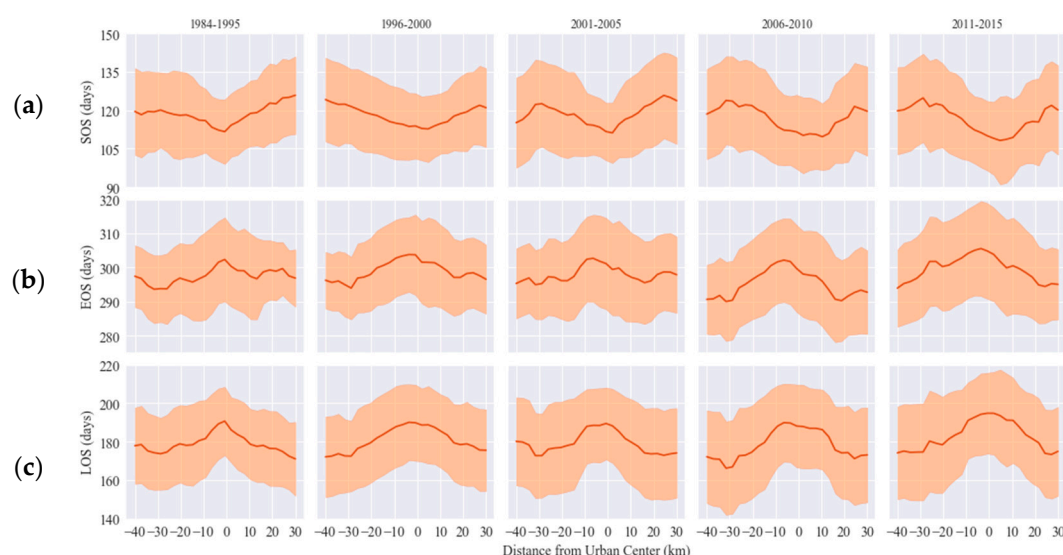 1984-1995 1996-2000 2001-2005 2006-2010 2011-2015
(a)
SOS (days)
150
135
120
105
90
(b)
EOS (days)
320
310
300
290
280
(c)
LOS (days)
220
200
180
160
140
−40 −30 −20 −10 0 10 20 30 −40 −30 −20 −10 0 10 20 30 −40 −30 −20 −10 0 10 20 30 −40 −30 −20 −10 0 10 20 30 −40 −30 −20 −10 0 10 20 30
Distance from Urban Center (km)